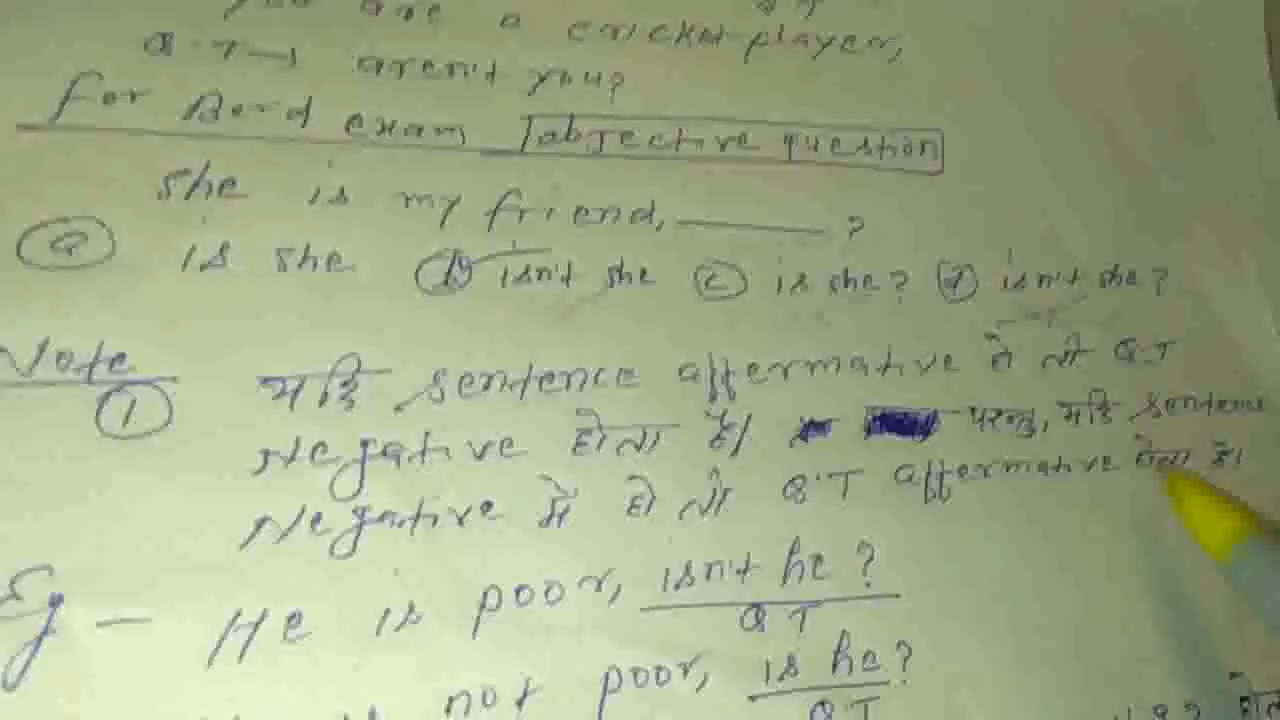 you are a cricket player,
Q.T → aren't you?
for Bord exam objective question
She is my friend, ______ ?
(a) is she (b) isn't she (c) is she? (d) isn't she?
Note
(1) यदि sentence affermative हो तो Q.T
Negative होता है। परन्तु, यदि sentence
Negative में हो तो Q.T affermative होता है।
Eg — He is poor, isn't he?
QT
not poor, is he?
QT